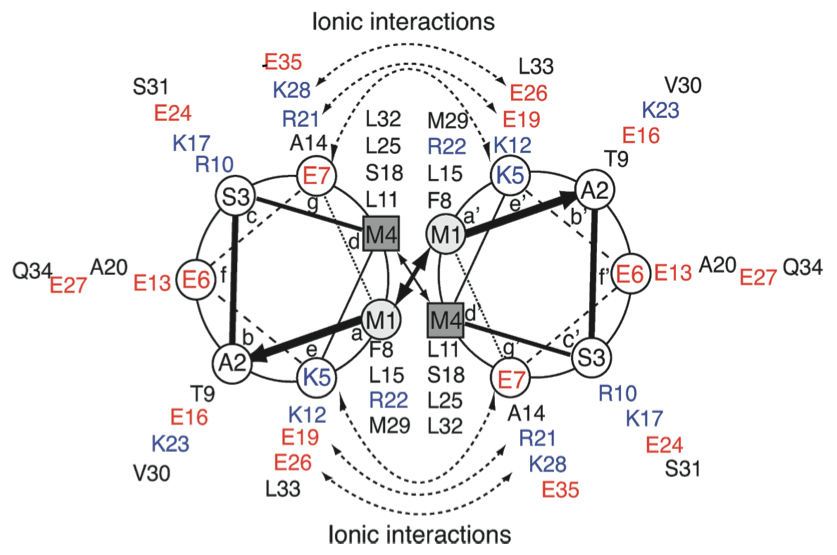 Ionic interactions
E35 L33
S31 K28 E26 V30
E24 R21 L32 M29 E19 K23
K17 A14 L25 R22 K12 E16
R10 E7 S18 L15 K5 T9
S3 g L11 F8 e' A2
c d M4 a' M1 b'
Q34 E27 A20 E13 E6 f f' E6 E13 A20 E27 Q34
b a M1 M4 d' c'
A2 e F8 L11 g' S3
T9 K5 L15 S18 E7 R10
E16 K12 R22 L25 A14 K17
K23 E19 M29 L32 R21 E24
V30 E26 K28 S31
L33 E35
Ionic interactions